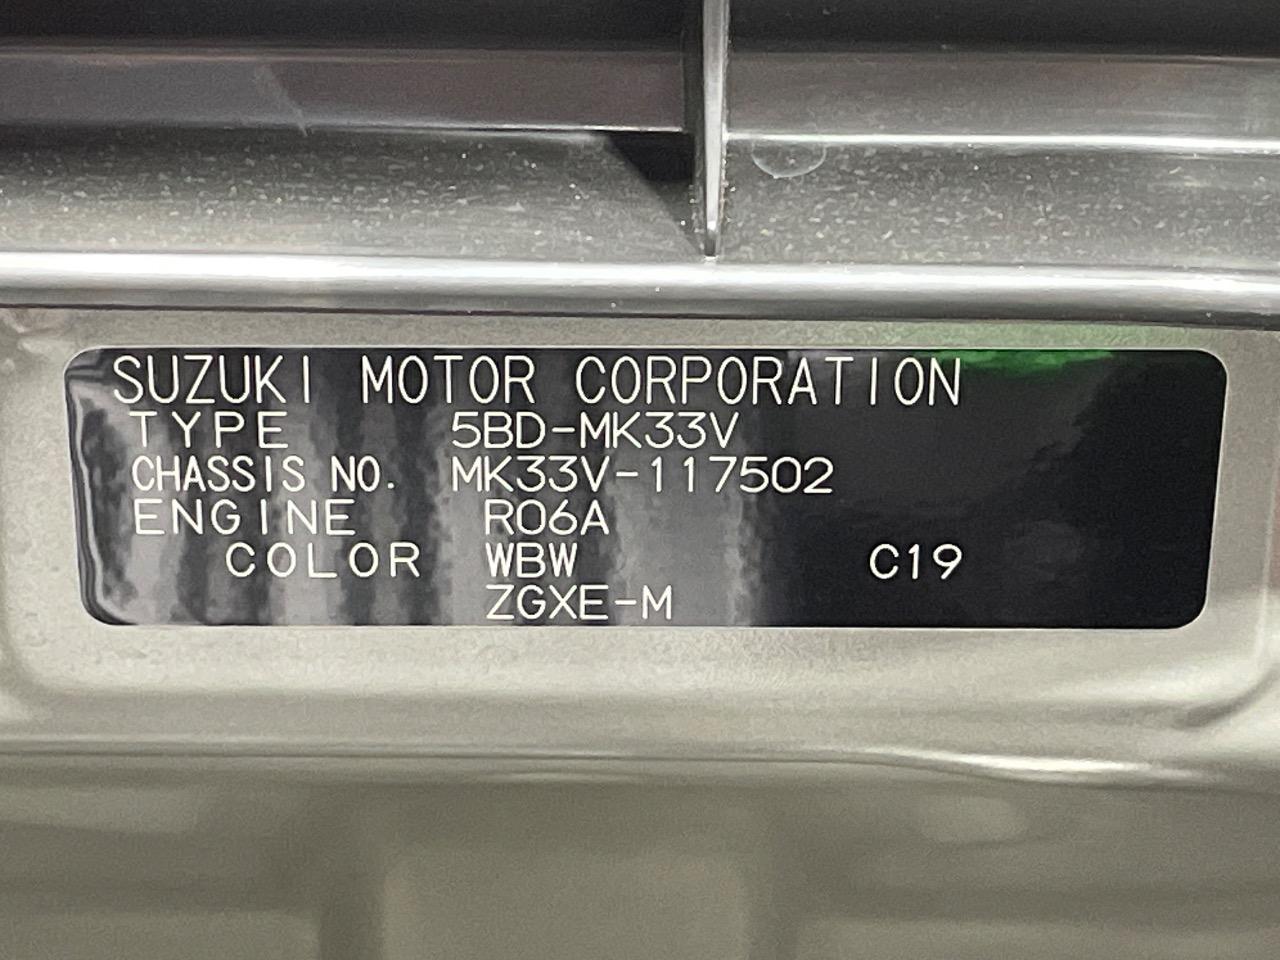 SUZUKI MOTOR CORPORATION
TYPE 5BD-MK33V
CHASSIS NO. MK33V-117502
ENGINE R06A
COLOR WBW C19
ZGXE-M